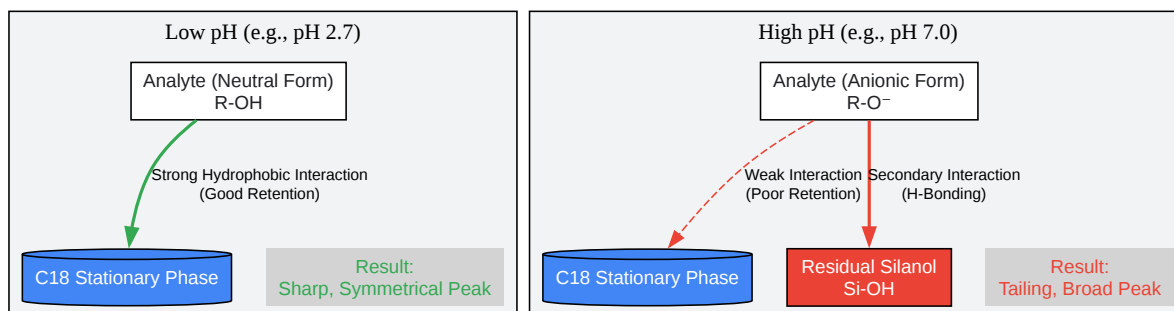 Low pH (e.g., pH 2.7)
Analyte (Neutral Form)
R-OH
Strong Hydrophobic Interaction
(Good Retention)
C18 Stationary Phase
Result:
Sharp, Symmetrical Peak
High pH (e.g., pH 7.0)
Analyte (Anionic Form)
R-O⁻
Weak Interaction
(Poor Retention)
Secondary Interaction
(H-Bonding)
C18 Stationary Phase
Residual Silanol
Si-OH
Result:
Tailing, Broad Peak